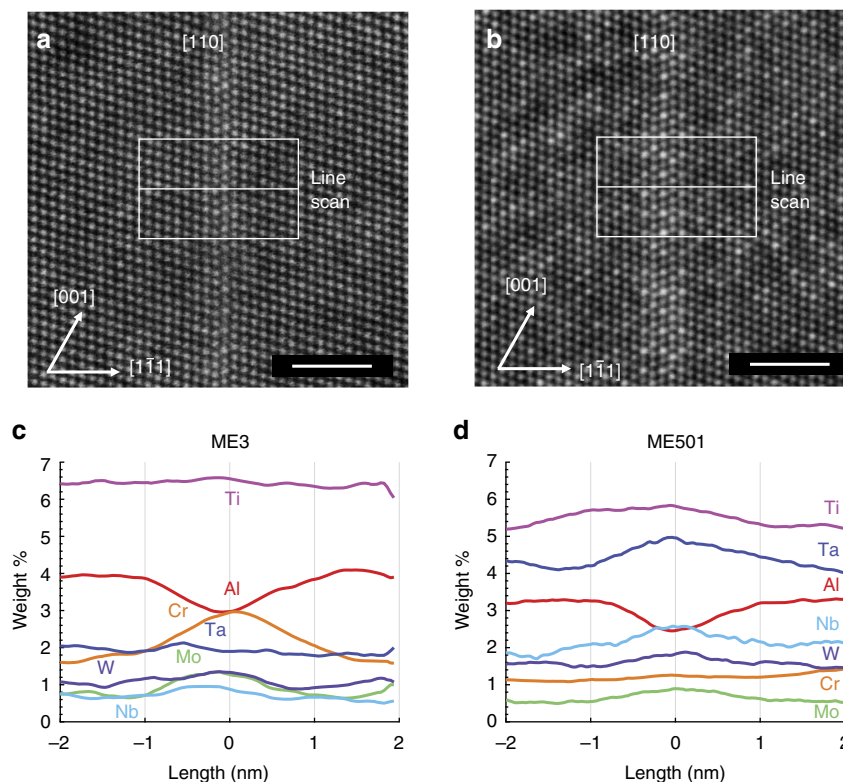 a
[110]
Line
scan
[001]
[11̄1]
b
[110]
Line
scan
[001]
[11̄1]
c
ME3
7
6
5
4
3
2
1
0
Weight %
Ti
Al
Cr
Ta
W
Mo
Nb
–2
–1
0
1
2
Length (nm)
d
ME501
7
6
5
4
3
2
1
0
Weight %
Ti
Ta
Al
Nb
W
Cr
Mo
–2
–1
0
1
2
Length (nm)